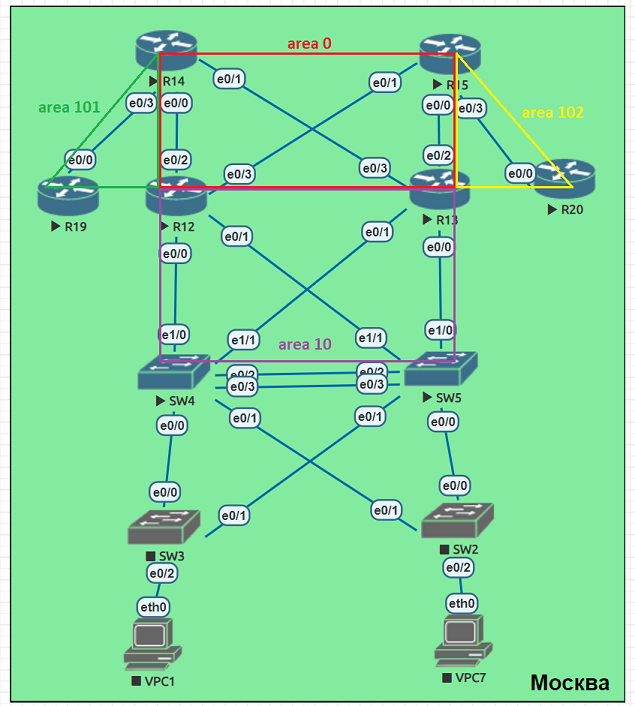 area 0
R14
R15
e0/1
e0/1
e0/3
e0/0
e0/0
e0/3
area 101
area 102
e0/0
e0/2
e0/3
e0/3
e0/2
e0/0
R19
R12
R13
R20
e0/1
e0/1
e0/0
e0/0
e1/0
e1/1
area 10
e1/1
e1/0
e0/2
e0/3
e0/2
e0/3
SW4
SW5
e0/0
e0/1
e0/1
e0/0
e0/0
e0/1
e0/1
e0/0
SW3
SW2
e0/2
e0/2
eth0
eth0
VPC1
VPC7
Москва